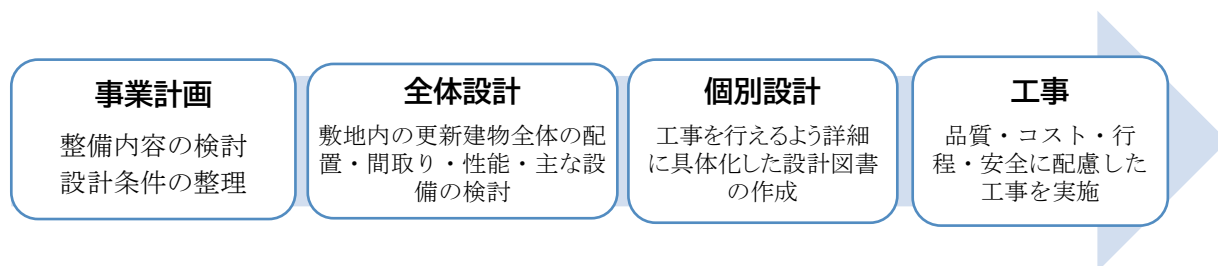 事業計画
整備内容の検討
設計条件の整理
全体設計
敷地内の更新建物全体の配
置・間取り・性能・主な設
備の検討
個別設計
工事を行えるよう詳細
に具体化した設計図書
の作成
工事
品質・コスト・行
程・安全に配慮した
工事を実施